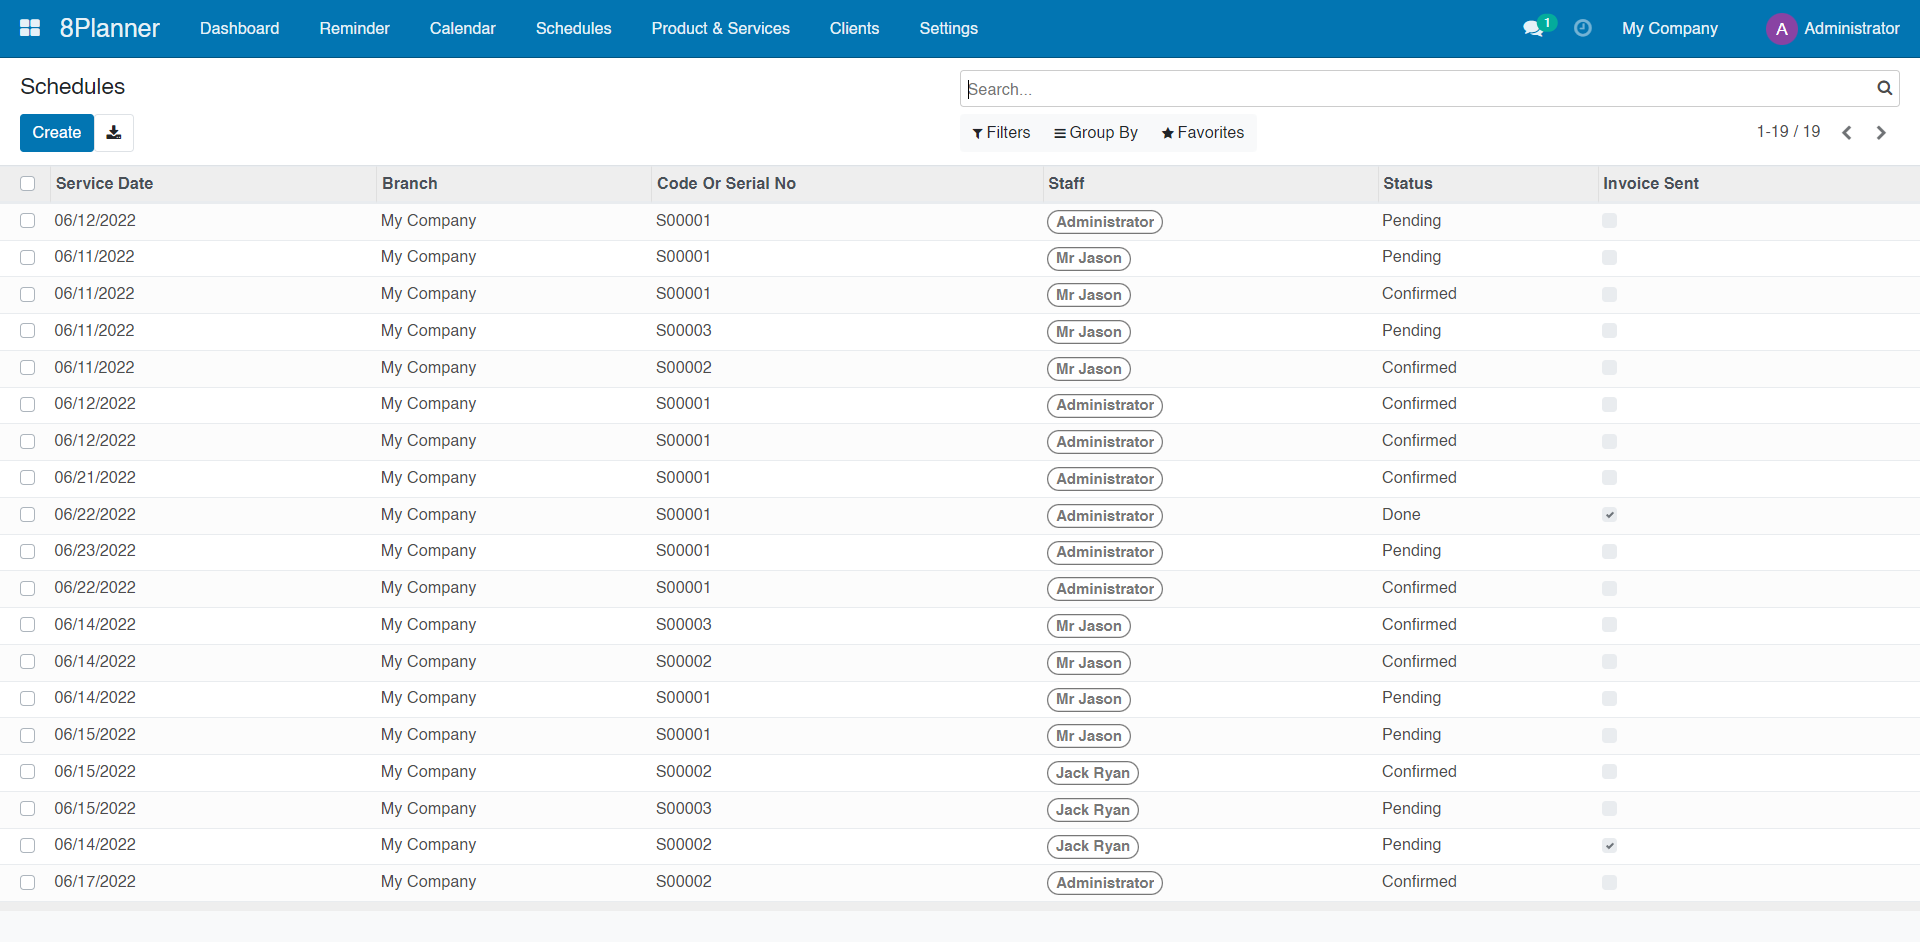 8Planner Dashboard Reminder Calendar Schedules Product & Services Clients Settings 1 My Company A Administrator
Schedules
Search...
Create
Filters Group By Favorites
1-19 / 19
Service Date Branch Code Or Serial No Staff Status Invoice Sent
06/12/2022 My Company S00001 Administrator Pending
06/11/2022 My Company S00001 Mr Jason Pending
06/11/2022 My Company S00001 Mr Jason Confirmed
06/11/2022 My Company S00003 Mr Jason Pending
06/11/2022 My Company S00002 Mr Jason Confirmed
06/12/2022 My Company S00001 Administrator Confirmed
06/12/2022 My Company S00001 Administrator Confirmed
06/21/2022 My Company S00001 Administrator Confirmed
06/22/2022 My Company S00001 Administrator Done
06/23/2022 My Company S00001 Administrator Pending
06/22/2022 My Company S00001 Administrator Confirmed
06/14/2022 My Company S00003 Mr Jason Confirmed
06/14/2022 My Company S00002 Mr Jason Confirmed
06/14/2022 My Company S00001 Mr Jason Pending
06/15/2022 My Company S00001 Mr Jason Pending
06/15/2022 My Company S00002 Jack Ryan Confirmed
06/15/2022 My Company S00003 Jack Ryan Pending
06/14/2022 My Company S00002 Jack Ryan Pending
06/17/2022 My Company S00002 Administrator Confirmed